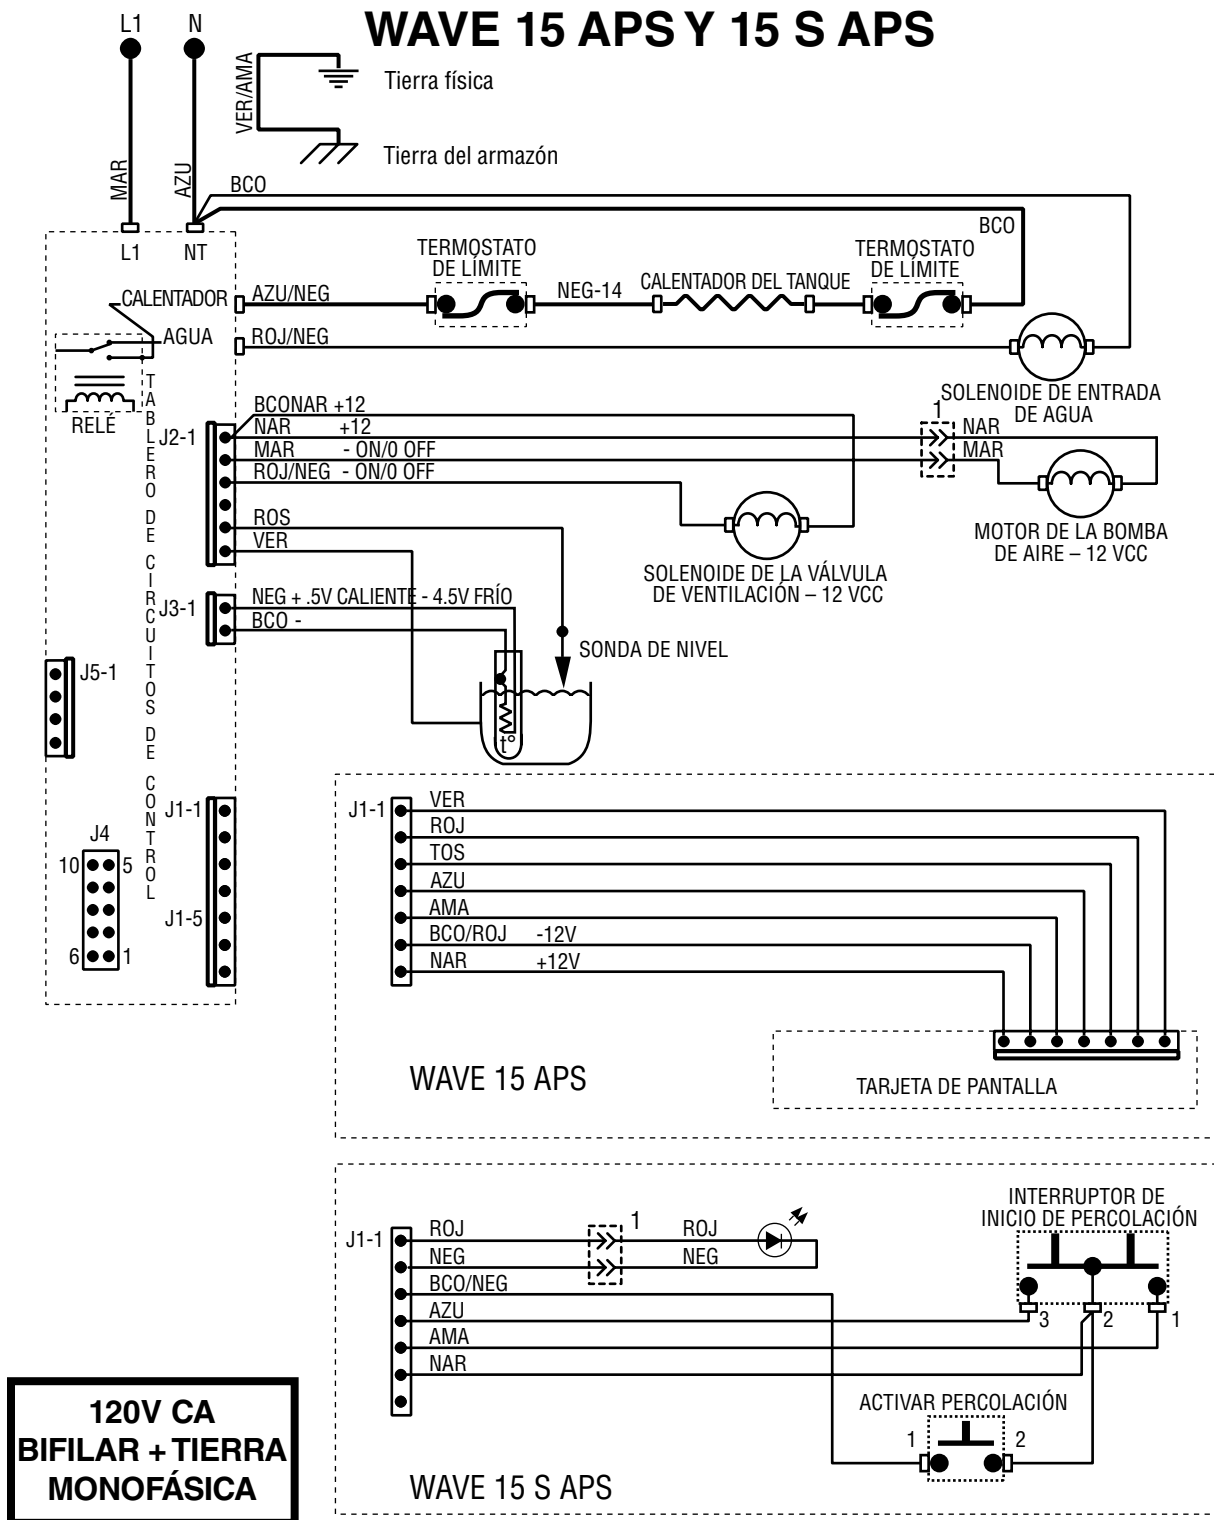 WAVE 15 APS Y 15 S APS
L1
N
VER/AMA
Tierra física
Tierra del armazón
MAR
AZU
BCO
BCO
L1
NT
TERMOSTATO
DE LÍMITE
TERMOSTATO
DE LÍMITE
CALENTADOR
AZU/NEG
NEG-14
CALENTADOR DEL TANQUE
AGUA
ROJ/NEG
SOLENOIDE DE ENTRADA
DE AGUA
RELÉ
TABLERO DE CIRCUITOS DE CONTROL
J2-1
BCONAR +12
NAR +12
MAR - ON/0 OFF
ROJ/NEG - ON/0 OFF
1
NAR
MAR
MOTOR DE LA BOMBA
DE AIRE – 12 VCC
ROS
VER
SOLENOIDE DE LA VÁLVULA
DE VENTILACIÓN – 12 VCC
J3-1
NEG + .5V CALIENTE - 4.5V FRÍO
BCO -
SONDA DE NIVEL
t°
J5-1
J1-1
J1-5
J4
10
5
6
1
J1-1
VER
ROJ
TOS
AZU
AMA
BCO/ROJ -12V
NAR +12V
WAVE 15 APS
TARJETA DE PANTALLA
J1-1
ROJ
1
ROJ
NEG
NEG
BCO/NEG
AZU
AMA
NAR
INTERRUPTOR DE
INICIO DE PERCOLACIÓN
3
2
1
ACTIVAR PERCOLACIÓN
1
2
WAVE 15 S APS
120V CA
BIFILAR + TIERRA
MONOFÁSICA